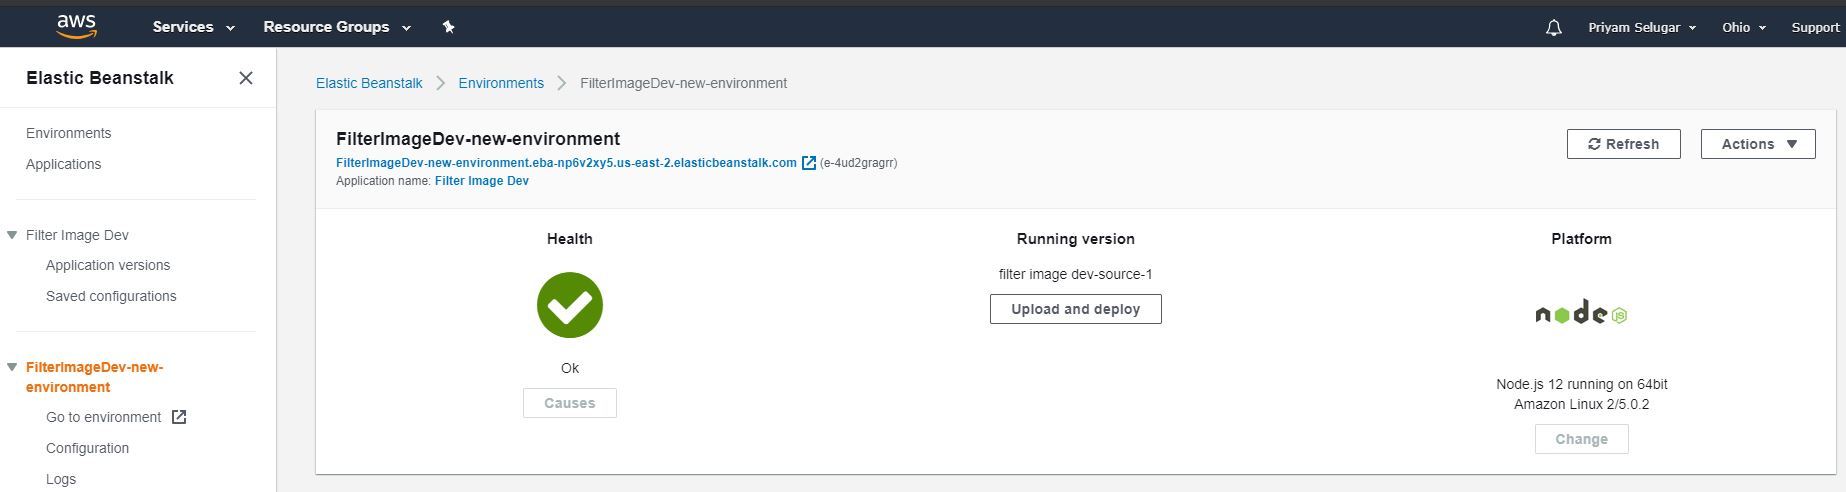 aws Services Resource Groups Priyam Selugar Ohio Support
Elastic Beanstalk
Environments
Applications
Filter Image Dev
Application versions
Saved configurations
FilterImageDev-new-
environment
Go to environment
Configuration
Logs
Elastic Beanstalk Environments FilterImageDev-new-environment
FilterImageDev-new-environment
FilterImageDev-new-environment.eba-np6v2xy5.us-east-2.elasticbeanstalk.com (e-4ud2gragrr)
Application name: Filter Image Dev
Refresh Actions
Health
Ok
Causes
Running version
filter image dev-source-1
Upload and deploy
Platform
node JS
Node.js 12 running on 64bit
Amazon Linux 2/5.0.2
Change